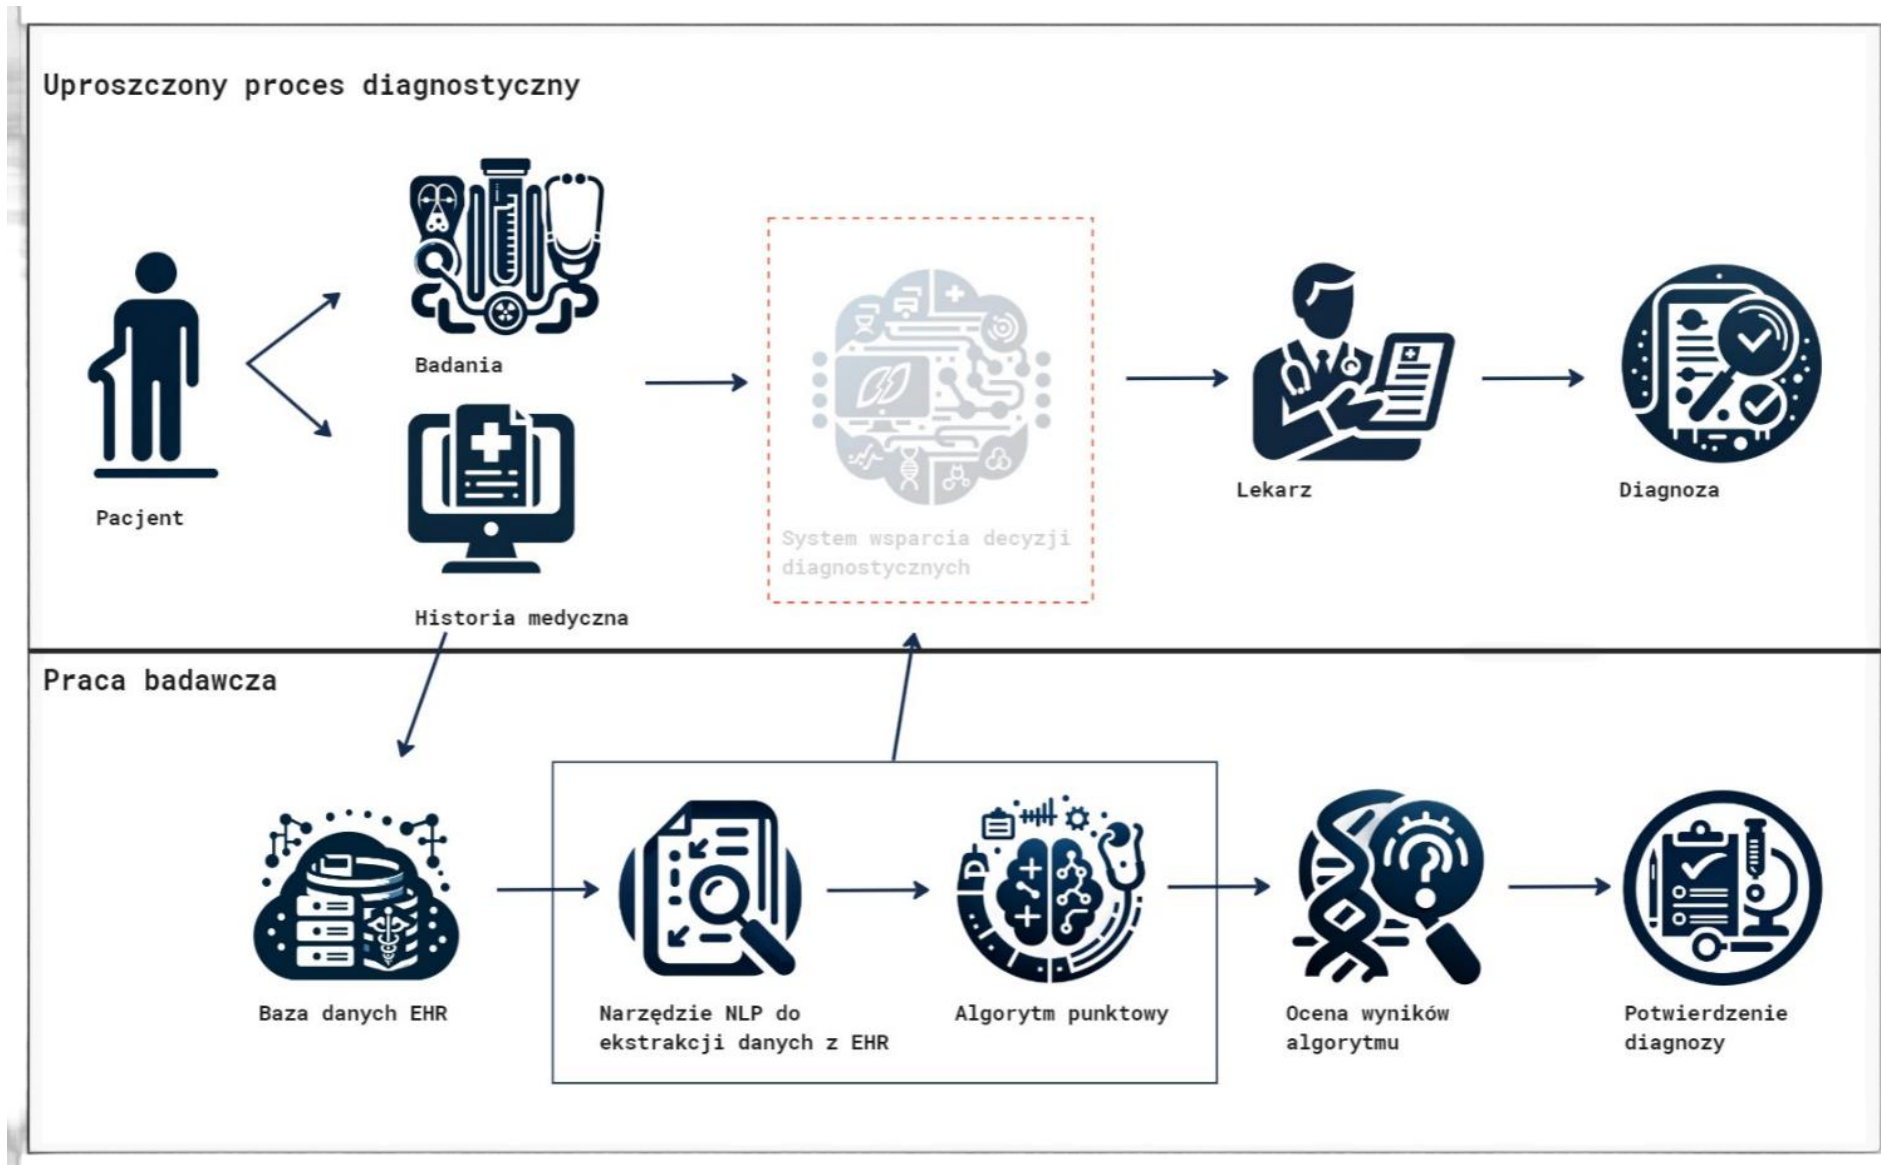 Uproszczony proces diagnostyczny
Badania
Pacjent
Historia medyczna
System wsparcia decyzji
diagnostycznych
Lekarz
Diagnoza
Praca badawcza
Baza danych EHR
Narzędzie NLP do
ekstrakcji danych z EHR
Algorytm punktowy
Ocena wyników
algorytmu
Potwierdzenie
diagnozy